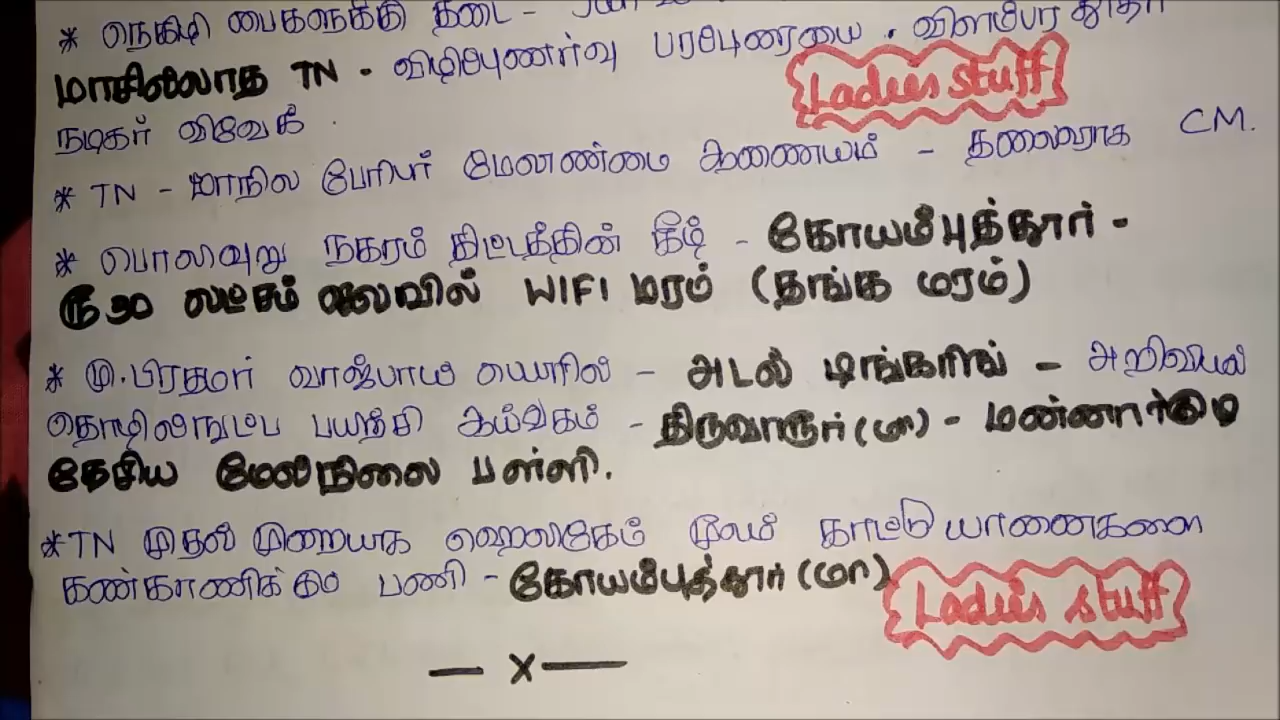 * நெகிழி பைகளுக்கு தடை -
மாசில்லாத TN - விழிப்புணர்வு பரப்புரையை . விளம்பர தூதர்
Ladies stuff
நடிகர் விவேக் .
* TN - மாநில பேரிடர் மேலாண்மை ஆணையம் - தலைவராக CM.
* பொலிவுறு நகரம் திட்டத்தின் கீழ் - கோயம்புத்தூர் -
ரூ 30 லட்சம் செலவில் WIFI மரம் (தங்க மரம்)
* மு.பிரதமர் வாஜ்பாய் பெயரில் - அடல் டிங்கரிங் - அறிவியல்
தொழில்நுட்ப பயிற்சி ஆய்வகம் - திருவாரூர் (மா) - மன்னார்குடி
தேசிய மேல்நிலை பள்ளி.
*TN முதல் முறையாக ஹெலிகேம் மூலம் காட்டு யானைகளை
கண்காணிக்கும் பணி - கோயம்புத்தூர் (மா)
Ladies stuff
— x —